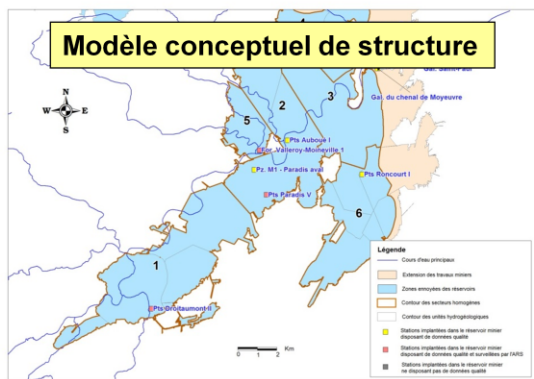 Modèle conceptuel de structure
Gal. Saint-Paul
3
2
Gal. du chenal de Moyeuvre
5
N
W E
S
Pts Auboué I
For. Valleroy-Moineville 1
Pz. M1 - Paradis aval
Pts Roncourt I
Pts Paradis V
6
1
Pts Droitaumont II
0 1 2
Km
Légende
Cours d'eau principaux
Extension des travaux miniers
Zones ennoyées des réservoirs
Contour des secteurs homogènes
Contour des unités hydrogéologiques
Stations implantées dans le réservoir minier
disposant de données qualité
Stations implantées dans le réservoir minier
disposant de données qualité et surveillées par l'ARS
Stations implantées dans le réservoir minier
ne disposant pas de données qualité